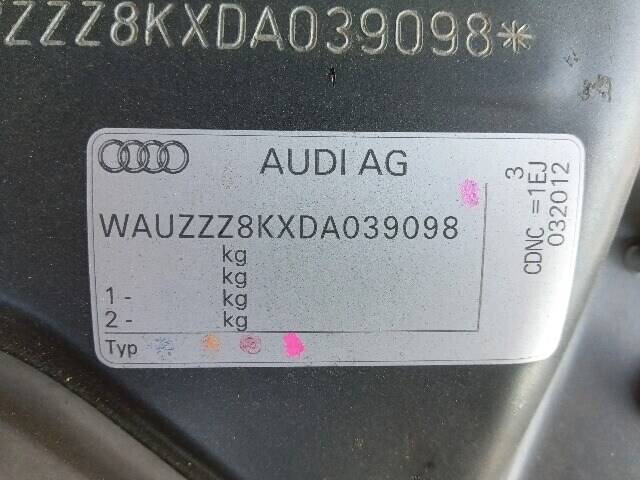 ZZZ8KXDA039098*
AUDI AG
WAUZZZ8KXDA039098
kg
kg
1 - kg
2 - kg
Typ
3
CDNC =1EJ
032012